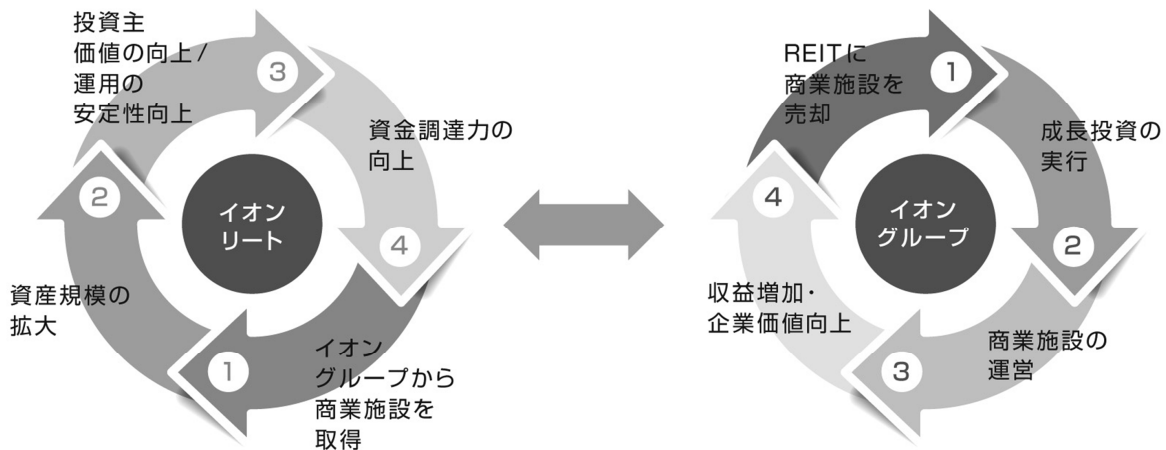 投資主
価値の向上/
運用の
安定性向上
③
資金調達力の
向上
②
④
イオン
リート
資産規模の
拡大
①
イオン
グループから
商業施設を
取得
REITに
商業施設を
売却
①
成長投資の
実行
④
②
イオン
グループ
収益増加・
企業価値向上
③
商業施設の
運営